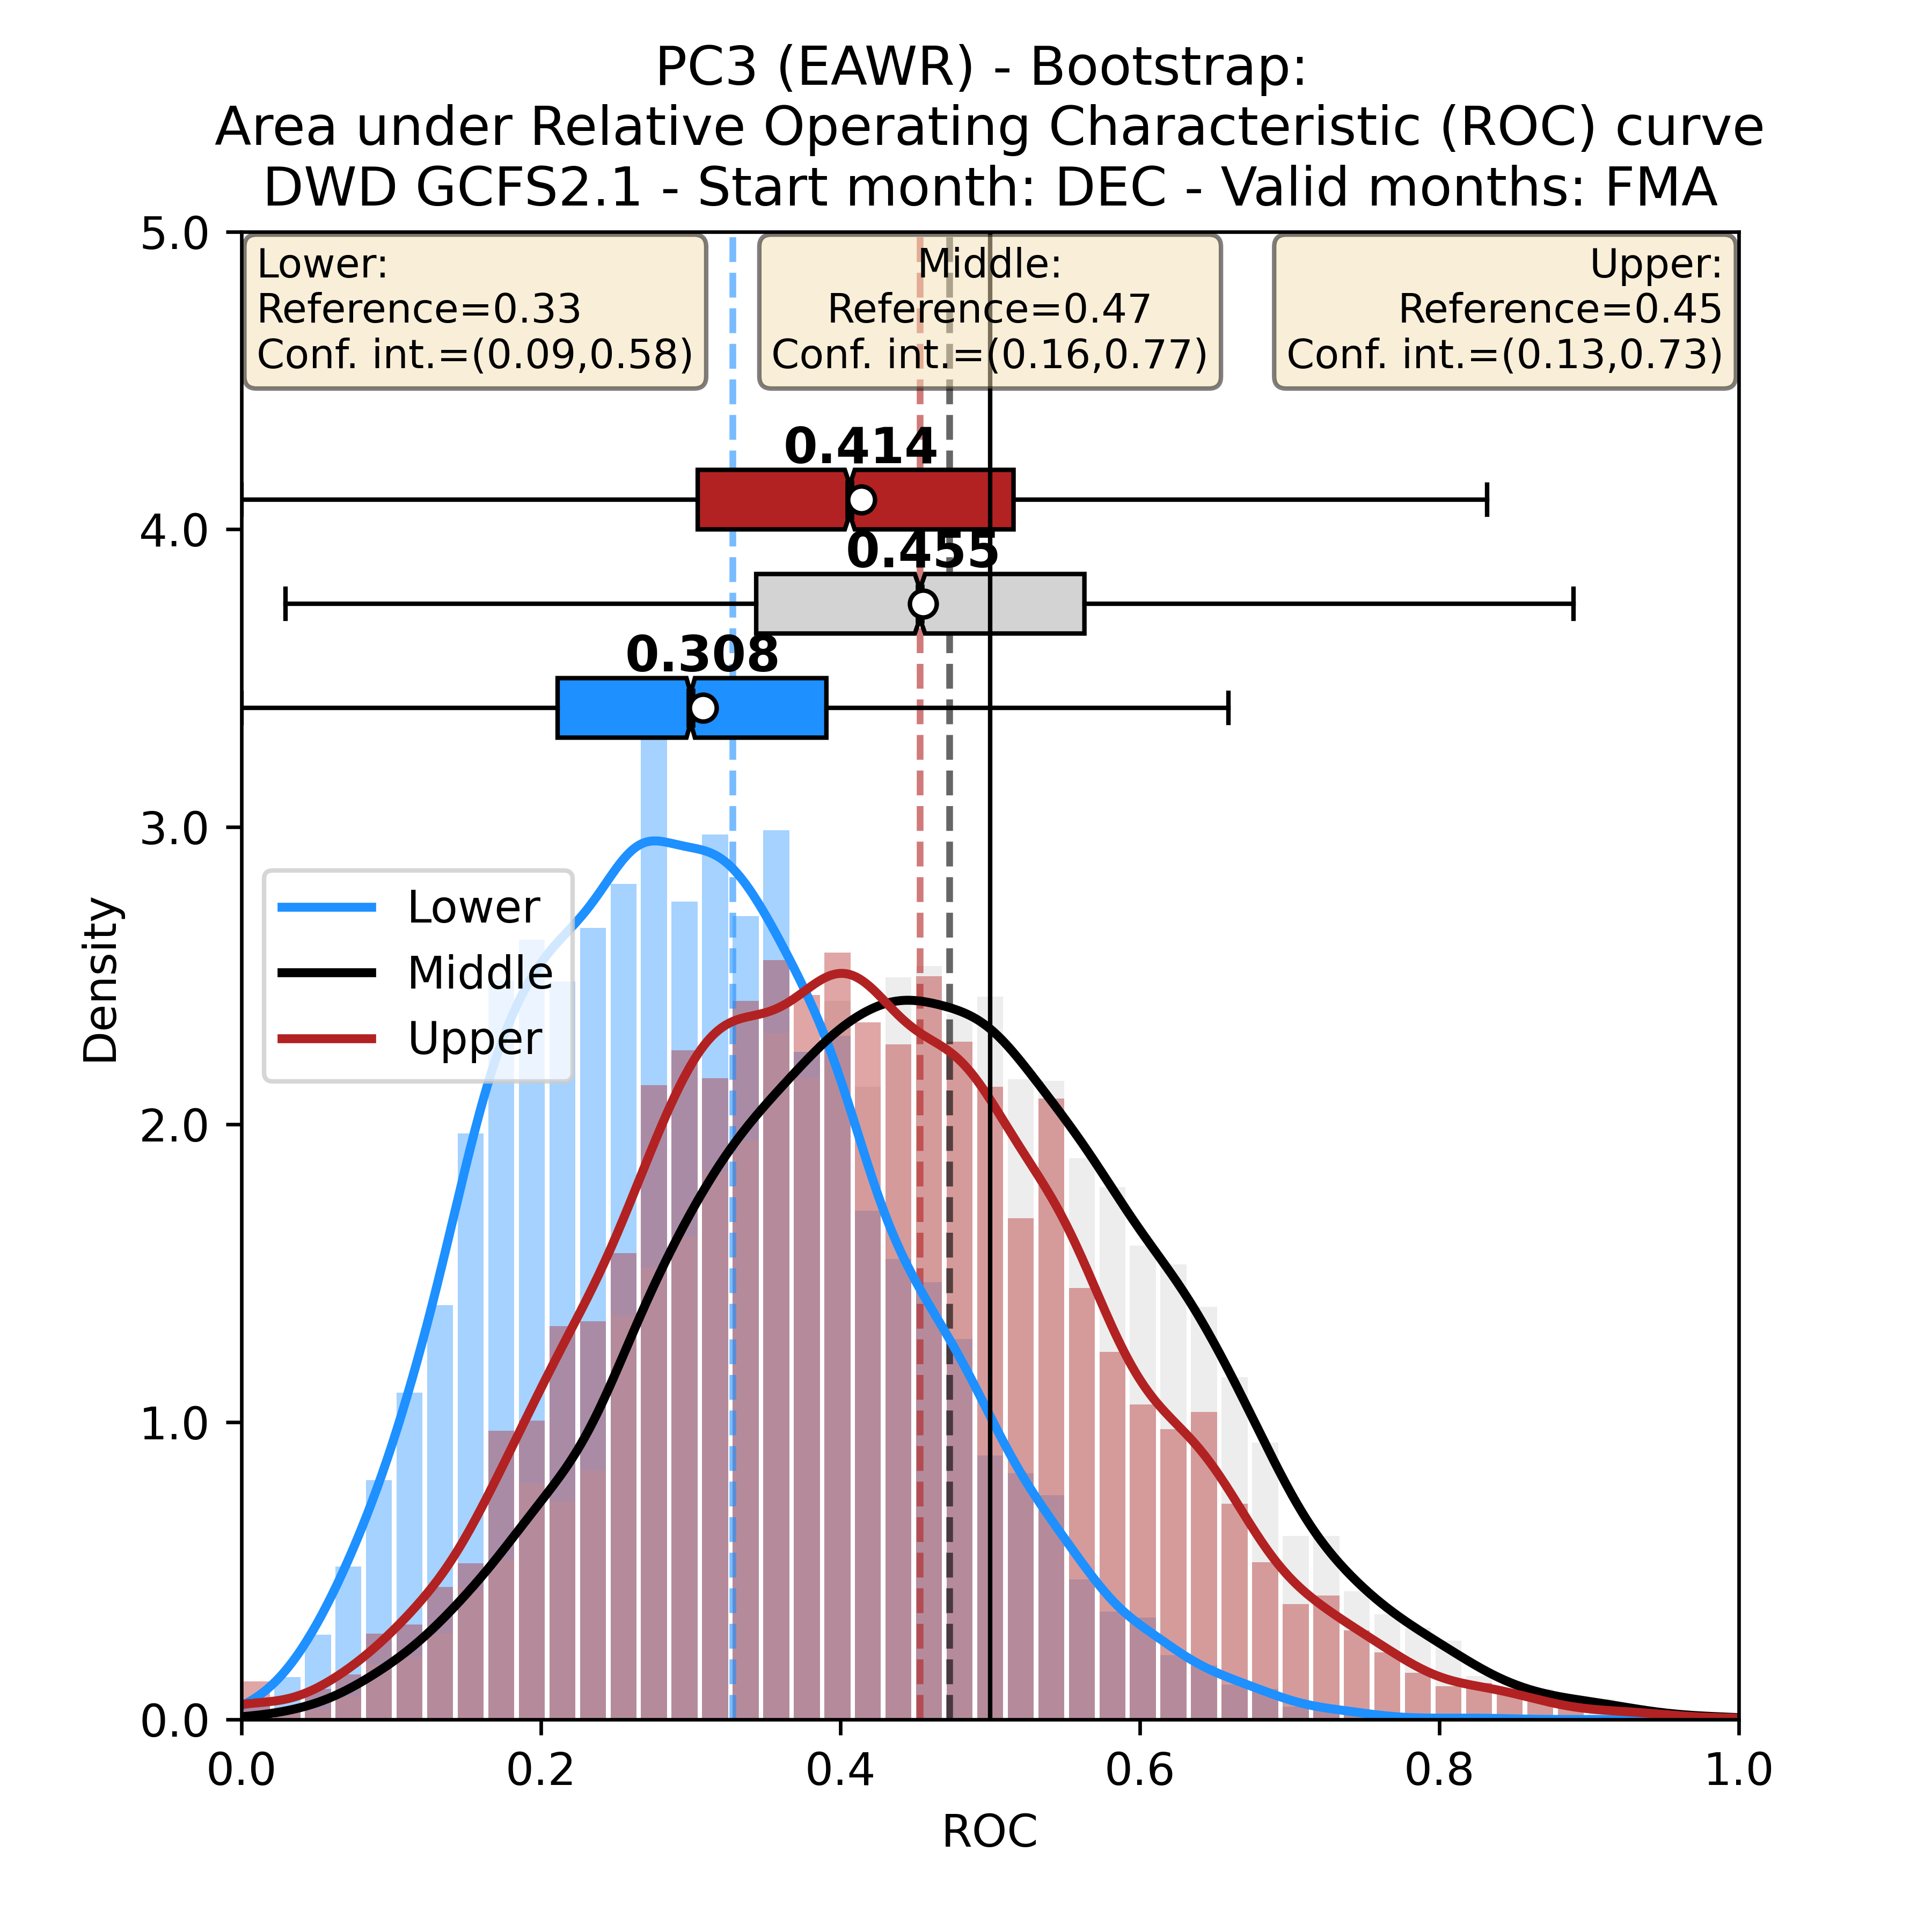 PC3 (EAWR) - Bootstrap:
Area under Relative Operating Characteristic (ROC) curve
DWD GCFS2.1 - Start month: DEC - Valid months: FMA
Lower:
Reference=0.33
Conf. int.=(0.09,0.58)
Middle:
Reference=0.47
Conf. int.=(0.16,0.77)
Upper:
Reference=0.45
Conf. int.=(0.13,0.73)
0.414
0.455
0.308
Lower
Middle
Upper
Density
5.0
4.0
3.0
2.0
1.0
0.0
0.0 0.2 0.4 0.6 0.8 1.0
ROC